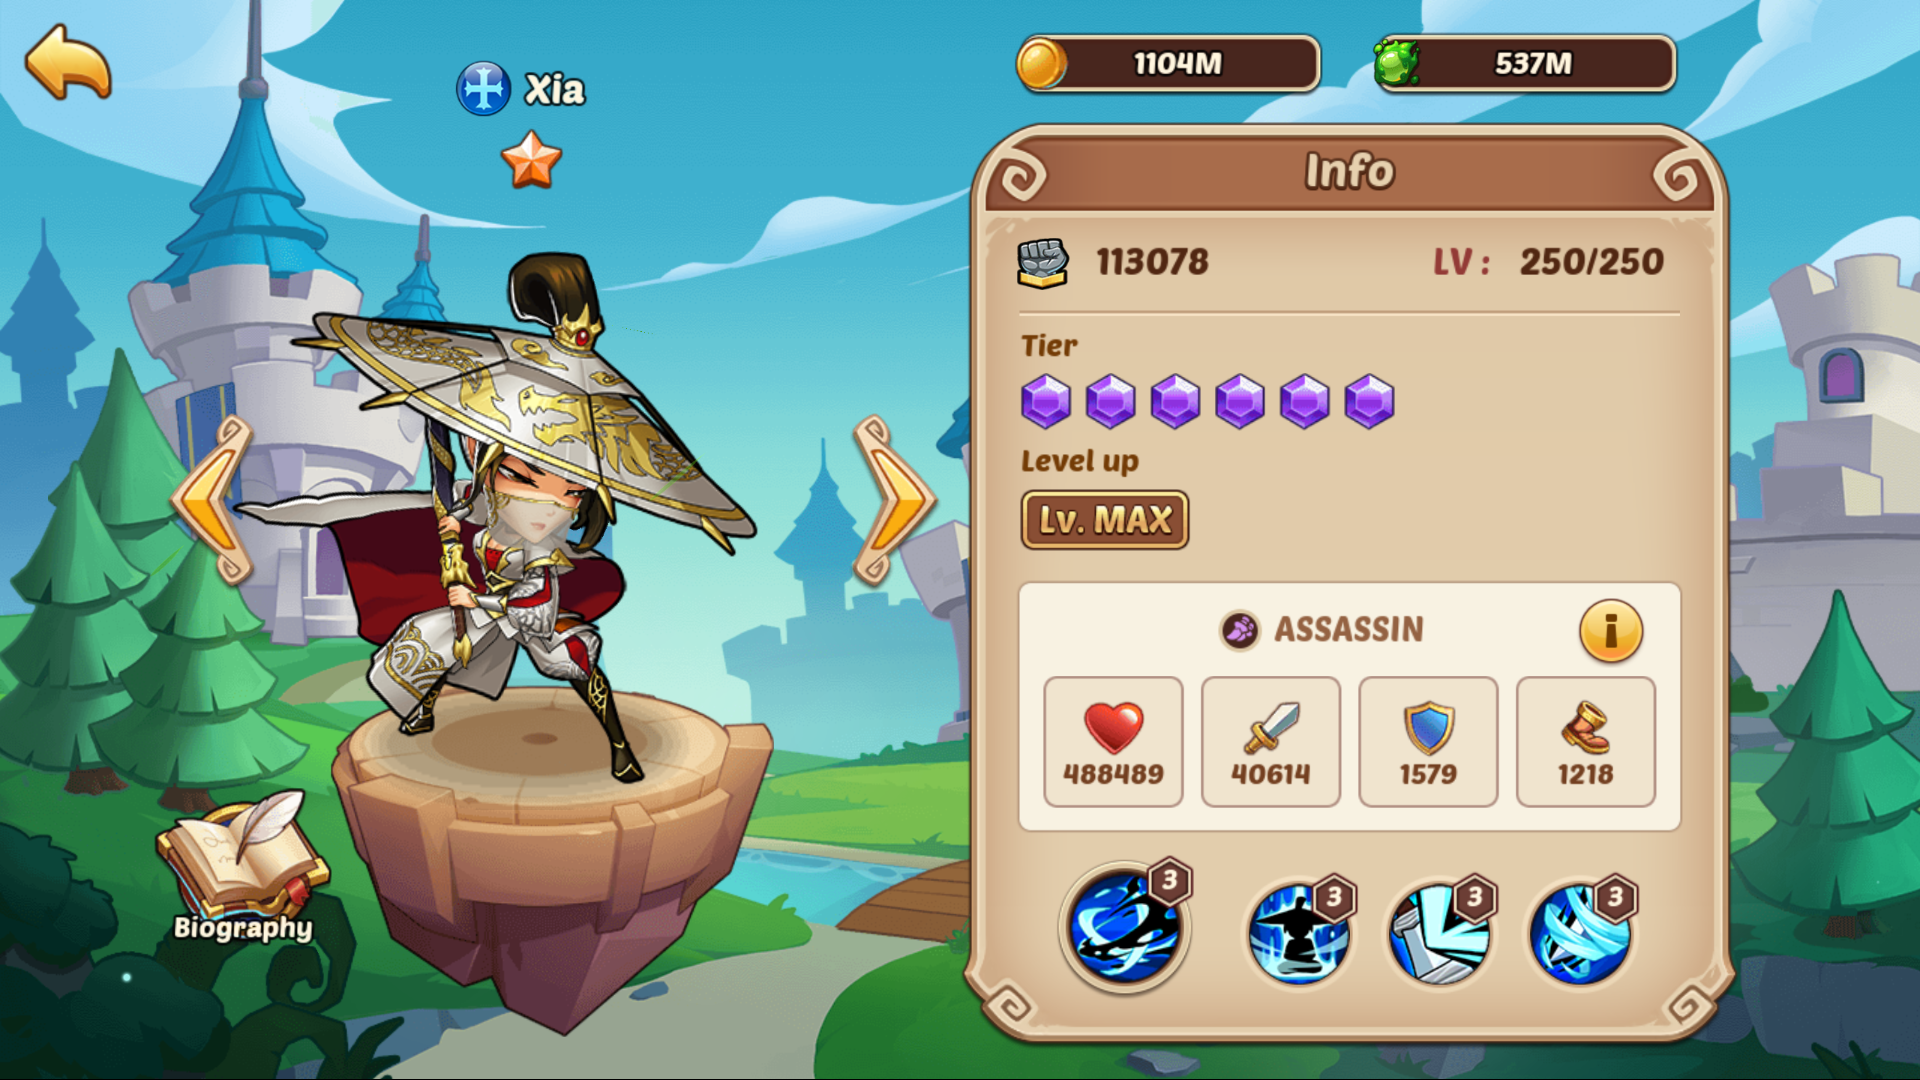 Xia
1104M
537M
Info
113078
LV : 250/250
Tier
Level up
Lv. MAX
ASSASSIN
488489
40614
1579
1218
3
3
3
3
Biography